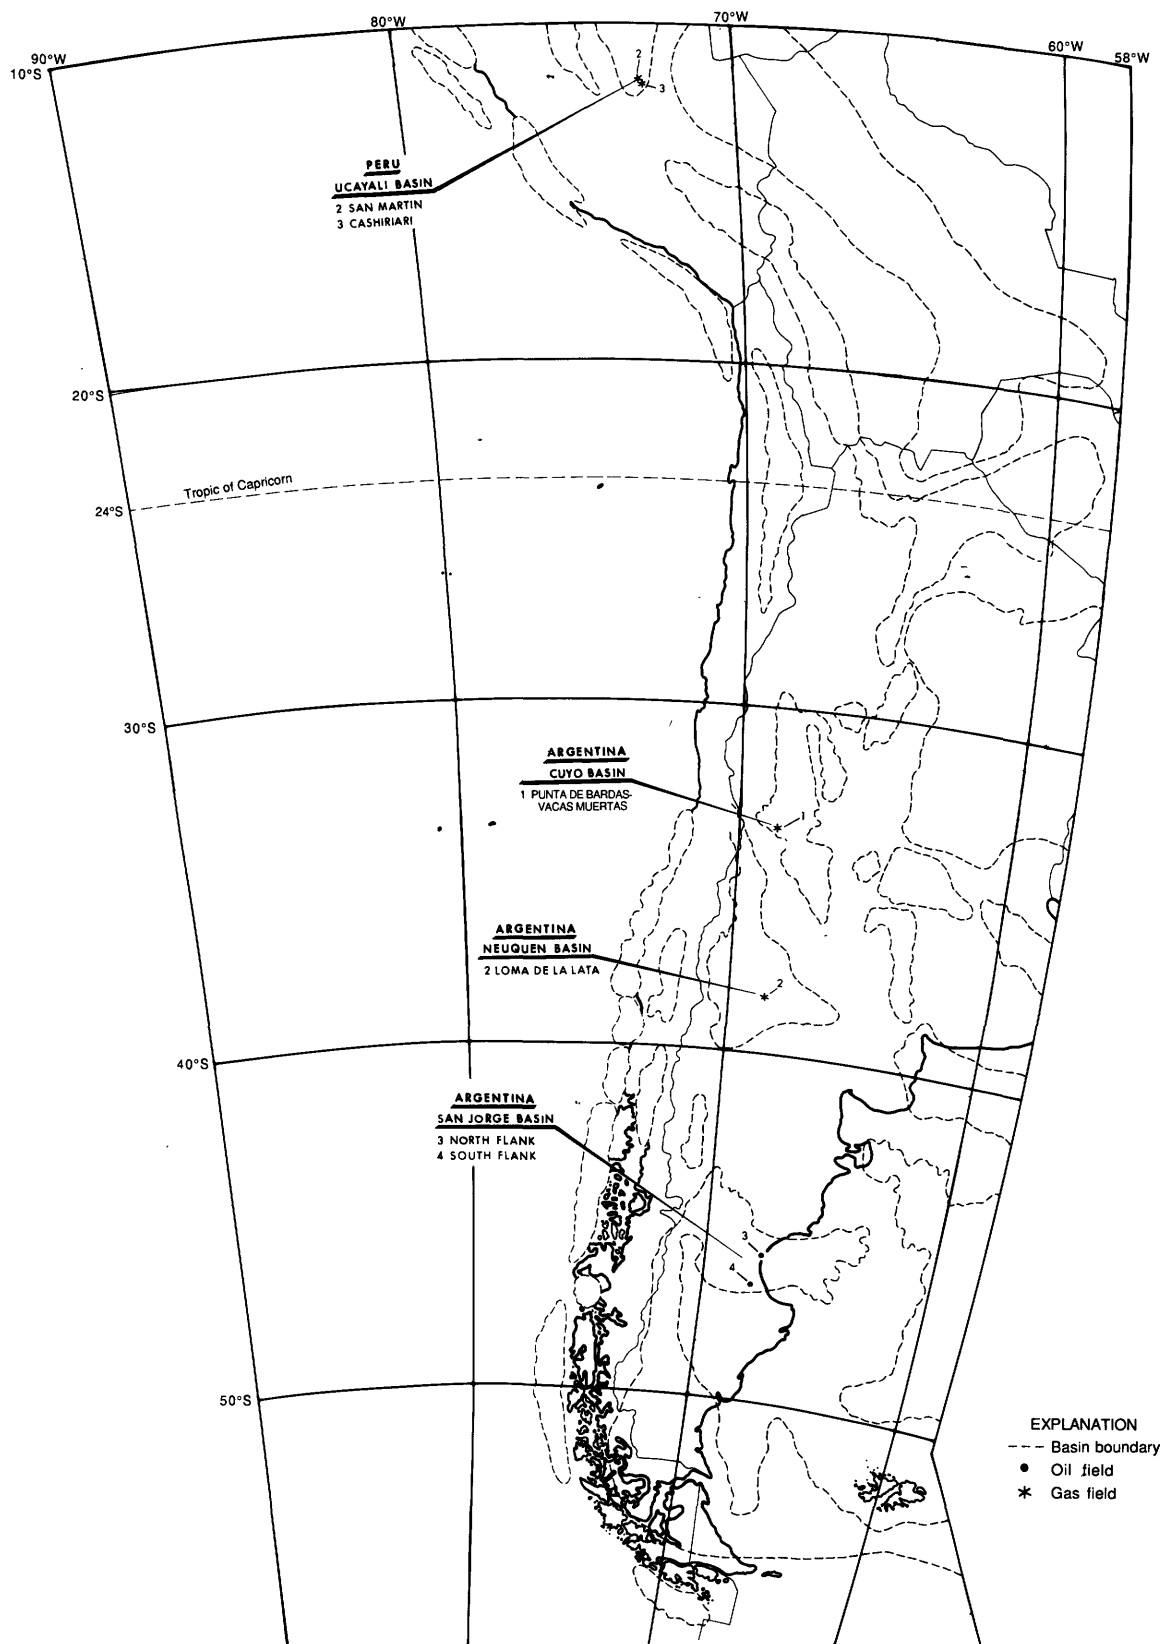 80°W
70°W
90°W
60°W
58°W
10°S
2
1
3
PERU
UCAYALI BASIN
2 SAN MARTIN
3 CASHIRIARI
20°S
Tropic of Capricorn
24°S
30°S
ARGENTINA
CUYO BASIN
1 PUNTA DE BARDAS-
VACAS MUERTAS
1
ARGENTINA
NEUQUEN BASIN
2 LOMA DE LA LATA
2
40°S
ARGENTINA
SAN JORGE BASIN
3 NORTH FLANK
4 SOUTH FLANK
3
4
50°S
EXPLANATION
Basin boundary
Oil field
Gas field